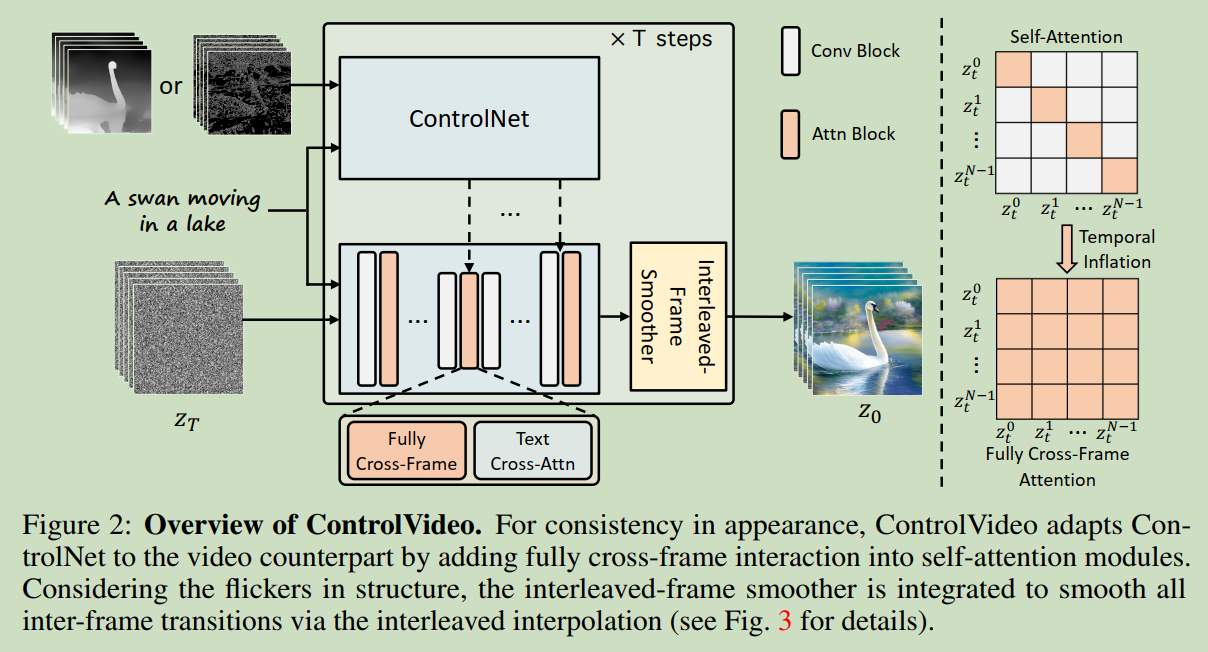 × T steps
or
ControlNet
A swan moving
in a lake
...
...
...
z_T
Fully
Cross-Frame
Text
Cross-Attn
Interleaved-
Frame
Smoother
z_0
Conv Block
Attn Block
Self-Attention
z_t^0
z_t^1
⋮
z_t^{N-1}
z_t^0 z_t^1 ... z_t^{N-1}
Temporal
Inflation
z_t^0
z_t^1
⋮
z_t^{N-1}
z_t^0 z_t^1 ... z_t^{N-1}
Fully Cross-Frame
Attention
Figure 2: Overview of ControlVideo. For consistency in appearance, ControlVideo adapts Con-
trolNet to the video counterpart by adding fully cross-frame interaction into self-attention modules.
Considering the flickers in structure, the interleaved-frame smoother is integrated to smooth all
inter-frame transitions via the interleaved interpolation (see Fig. 3 for details).